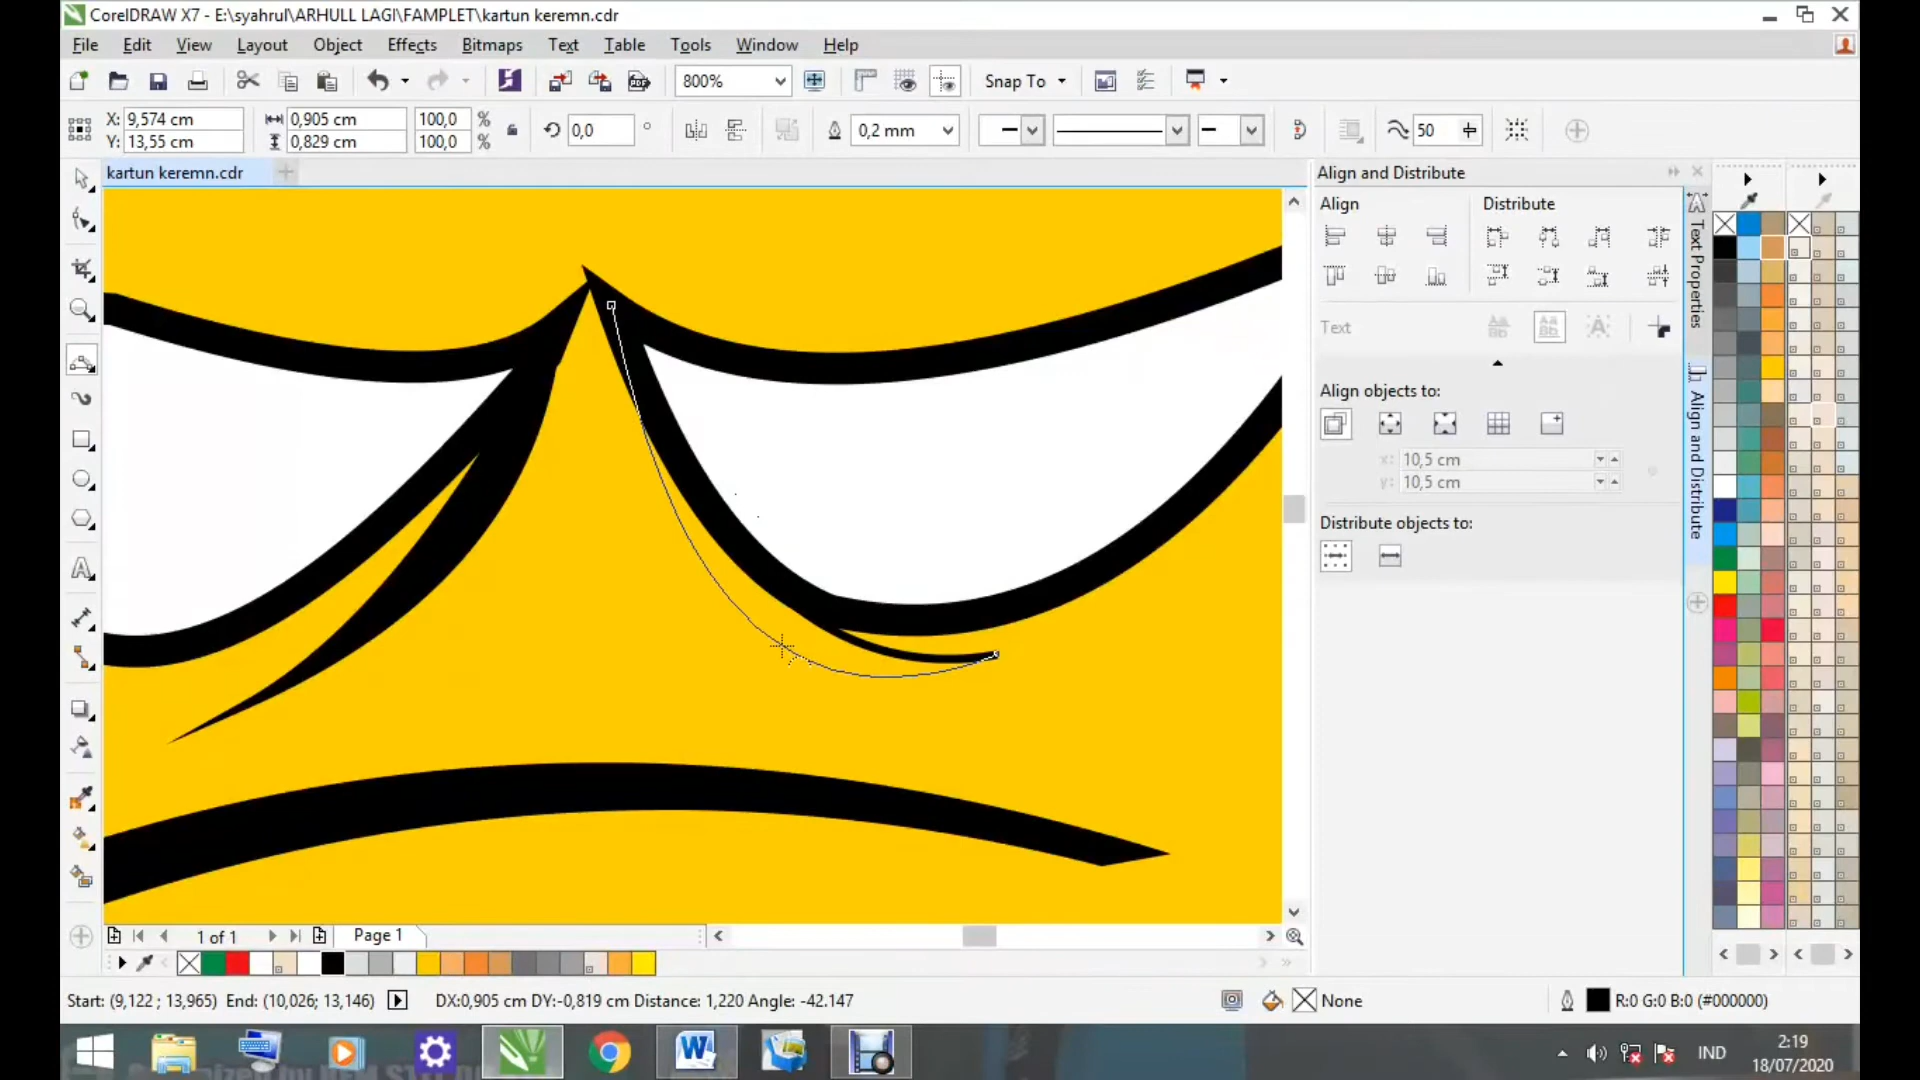 CorelDRAW X7 - E:\syahrul\ARHULL LAGI\FAMPLET\kartun keremn.cdr
File Edit View Layout Object Effects Bitmaps Text Table Tools Window Help
800% Snap To
X: 9,574 cm 0,905 cm 100,0 % 0,0 ° 0,2 mm 50
Y: 13,55 cm 0,829 cm 100,0 %
kartun keremn.cdr
Align and Distribute
Align Distribute
Text
Align objects to:
x: 10,5 cm
y: 10,5 cm
Distribute objects to:
Text Properties
Align and Distribute
1 of 1 Page 1
Start: (9,122 ; 13,965) End: (10,026; 13,146) DX:0,905 cm DY:-0,819 cm Distance: 1,220 Angle: -42.147 None R:0 G:0 B:0 (#000000)
IND
2:19
18/07/2020